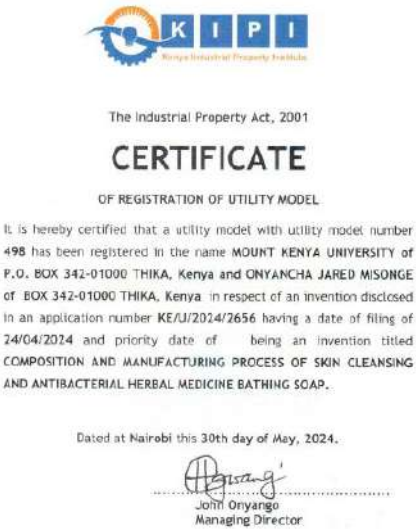 KIPI
Kenya Industrial Property Institute
The Industrial Property Act, 2001
CERTIFICATE
OF REGISTRATION OF UTILITY MODEL
It is hereby certified that a utility model with utility model number
498 has been registered in the name MOUNT KENYA UNIVERSITY of
P.O. BOX 342-01000 THIKA, Kenya and ONYANCHA JARED MISONGE
of BOX 342-01000 THIKA, Kenya in respect of an invention disclosed
in an application number KE/U/2024/2656 having a date of filing of
24/04/2024 and priority date of being an invention titled
COMPOSITION AND MANUFACTURING PROCESS OF SKIN CLEANSING
AND ANTIBACTERIAL HERBAL MEDICINE BATHING SOAP.
Dated at Nairobi this 30th day of May, 2024.
John Onyango
Managing Director